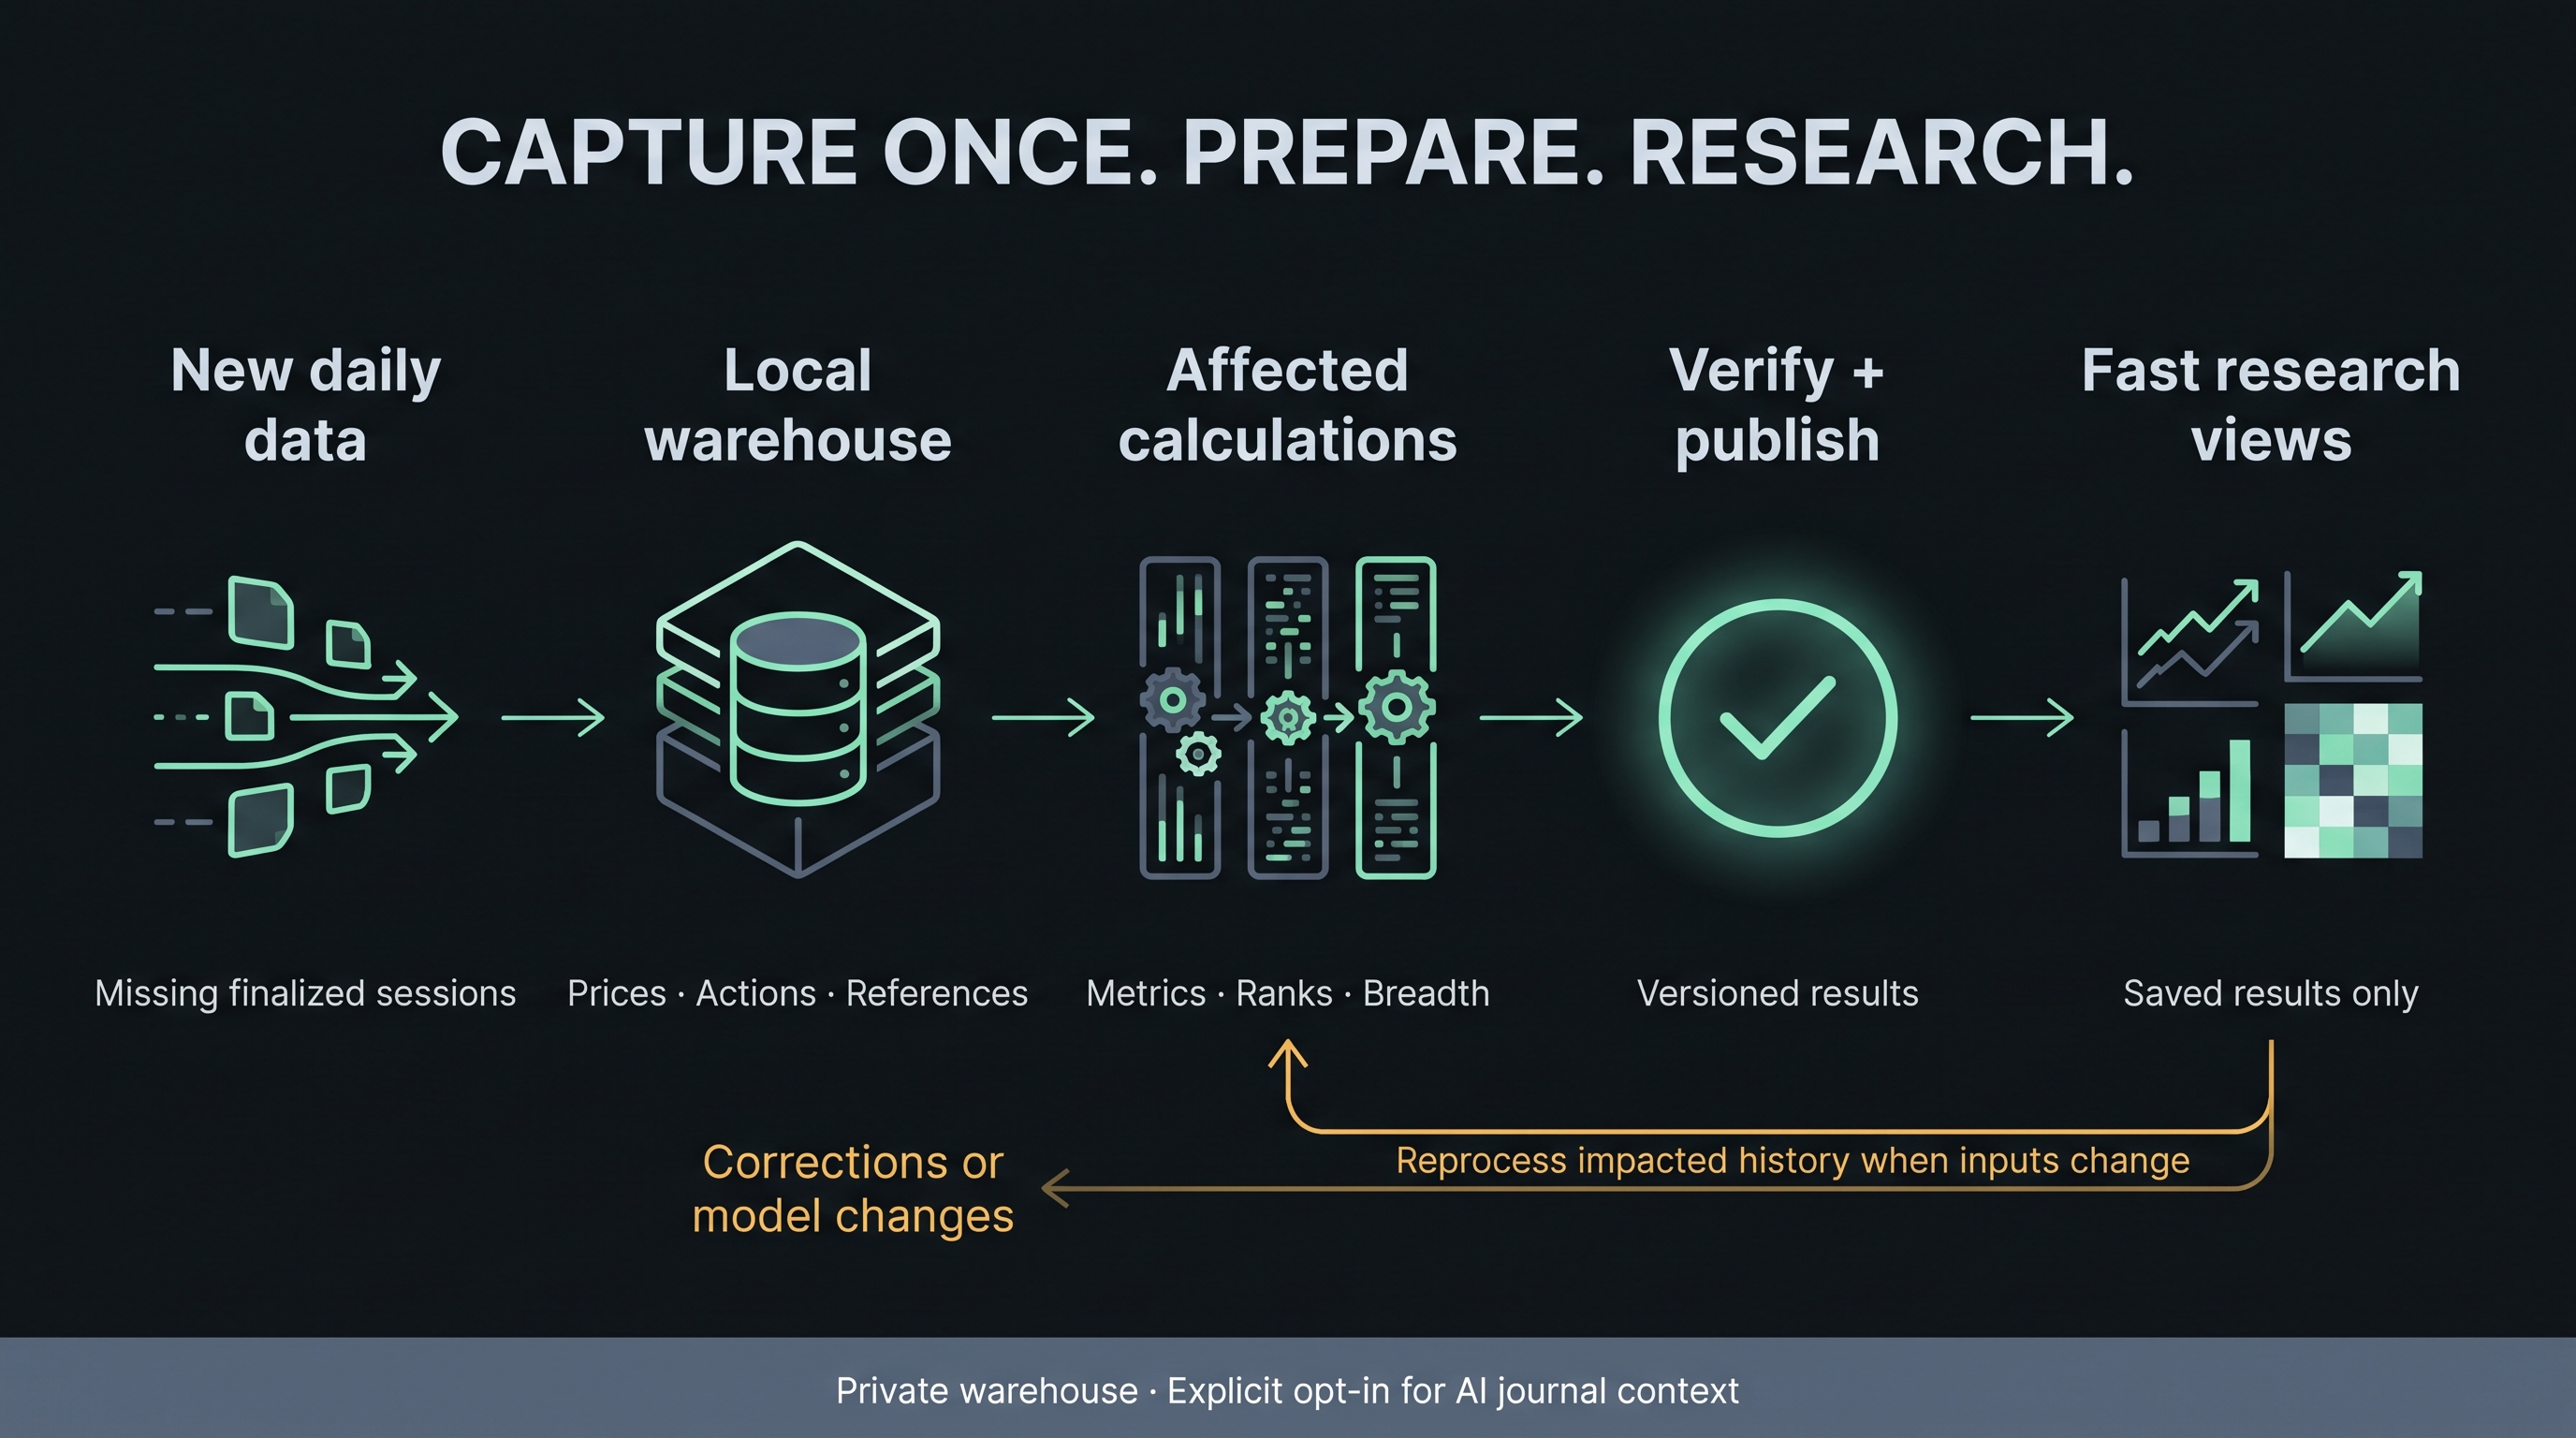 CAPTURE ONCE. PREPARE. RESEARCH.
New daily
data
Local
warehouse
Affected
calculations
Verify +
publish
Fast research
views
Missing finalized sessions
Prices · Actions · References
Metrics · Ranks · Breadth
Versioned results
Saved results only
Reprocess impacted history when inputs change
Corrections or
model changes
Private warehouse · Explicit opt-in for AI journal context